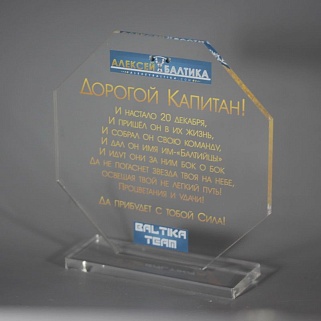 АЛЕКСЕЙ И БАЛТИКА
ДОРОГОЙ КАПИТАН!
И НАСТАЛО 20 ДЕКАБРЯ,
И ПРИШЁЛ ОН В ИХ ЖИЗНЬ,
И СОБРАЛ ОН СВОЮ КОМАНДУ,
И ДАЛ ОН ИМЯ ИМ-«БАЛТИЙЦЫ»
И ИДУТ ОНИ ЗА НИМ БОК О БОК
ДА НЕ ПОГАСНЕТ ЗВЕЗДА ТВОЯ НА НЕБЕ,
ОСВЕЩАЯ ТВОЙ НЕ ЛЕГКИЙ ПУТЬ!
ПРОЦВЕТАНИЯ И УДАЧИ!
ДА ПРИБУДЕТ С ТОБОЙ СИЛА!
BALTIKA
TEAM